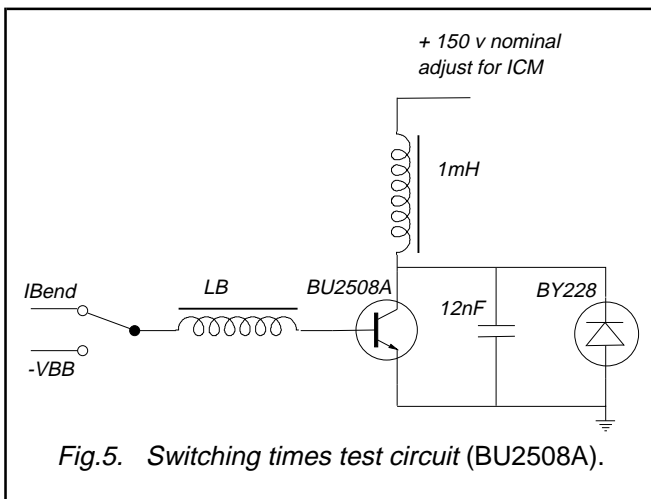 + 150 v nominal
adjust for ICM
1mH
IBend
LB
BU2508A
12nF
BY228
-VBB
Fig.5. Switching times test circuit (BU2508A).